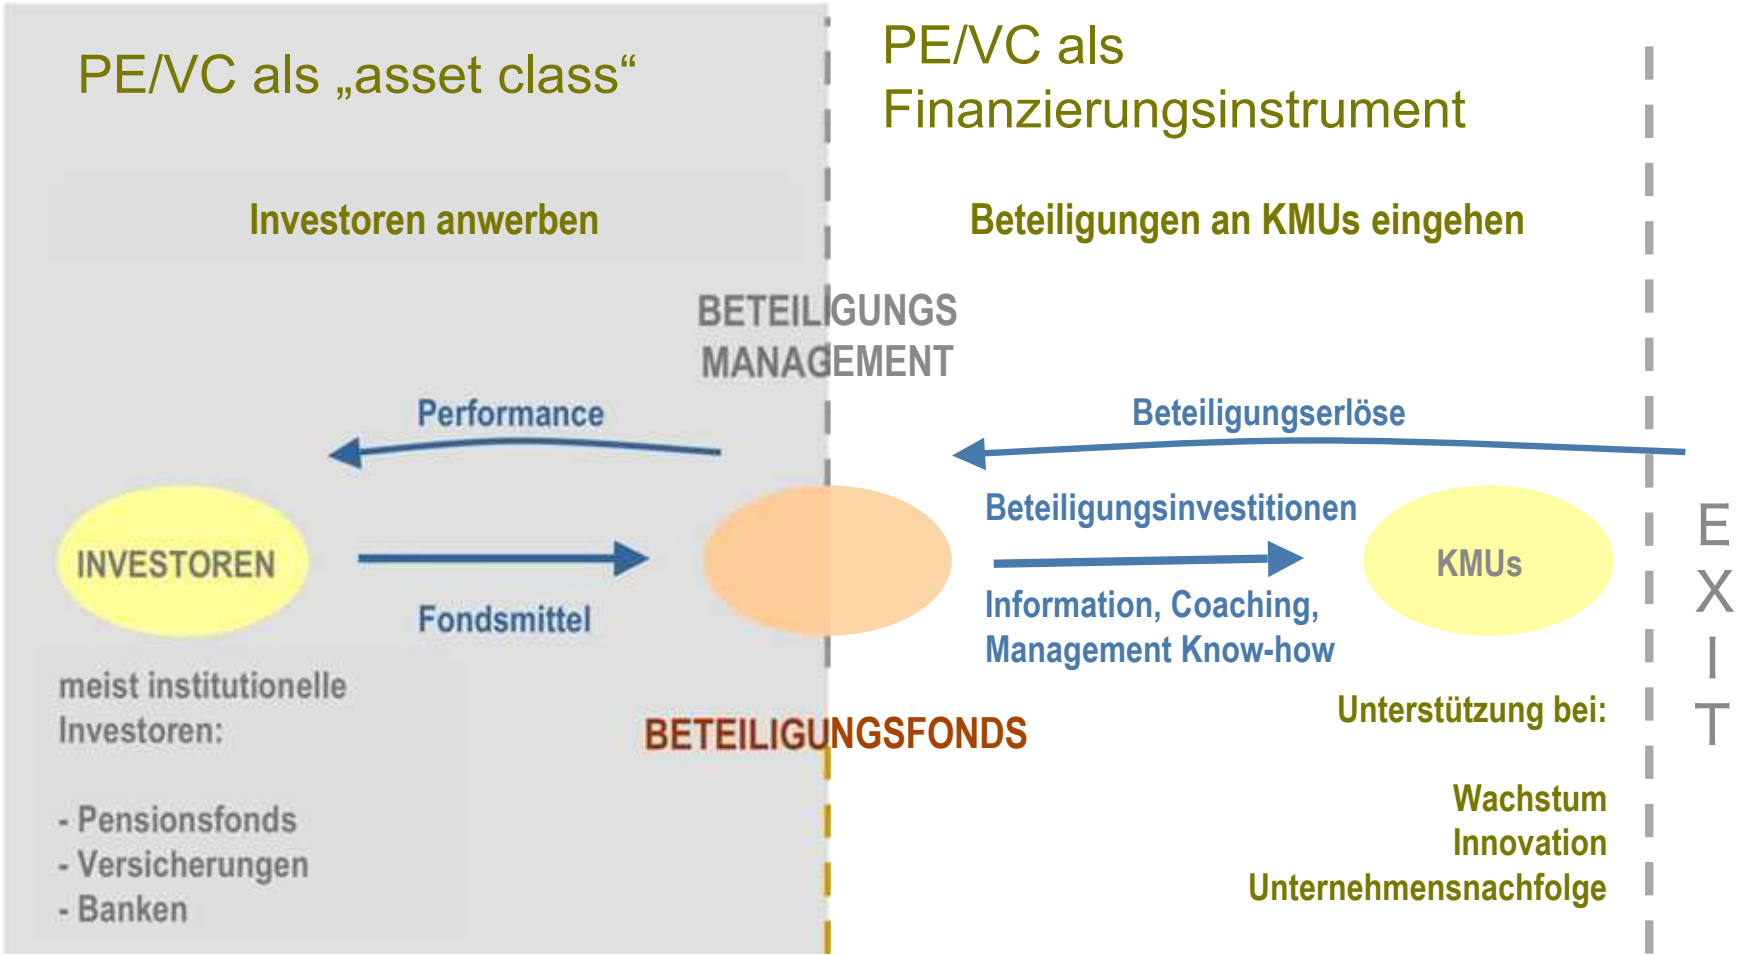 PE/VC als „asset class“
PE/VC als
Finanzierungsinstrument
Investoren anwerben
Beteiligungen an KMUs eingehen
BETEILIGUNGS
MANAGEMENT
Performance
Beteiligungserlöse
INVESTOREN
Fondsmittel
Beteiligungsinvestitionen
Information, Coaching,
Management Know-how
KMUs
EXIT
meist institutionelle
Investoren:
- Pensionsfonds
- Versicherungen
- Banken
BETEILIGUNGSFONDS
Unterstützung bei:
Wachstum
Innovation
Unternehmensnachfolge